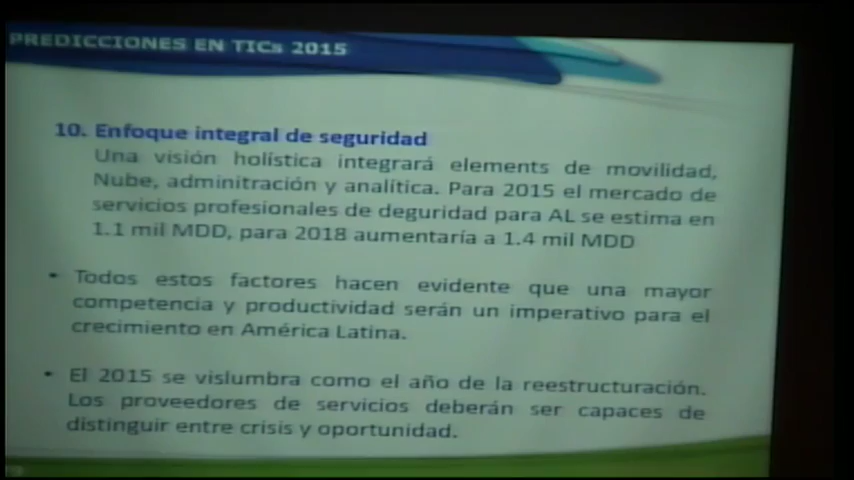 PREDICCIONES EN TICs 2015
10. Enfoque integral de seguridad
Una visión holística integrará elements de movilidad,
Nube, adminitración y analítica. Para 2015 el mercado de
servicios profesionales de deguridad para AL se estima en
1.1 mil MDD, para 2018 aumentaría a 1.4 mil MDD
• Todos estos factores hacen evidente que una mayor
competencia y productividad serán un imperativo para el
crecimiento en América Latina.
• El 2015 se vislumbra como el año de la reestructuración.
Los proveedores de servicios deberán ser capaces de
distinguir entre crisis y oportunidad.